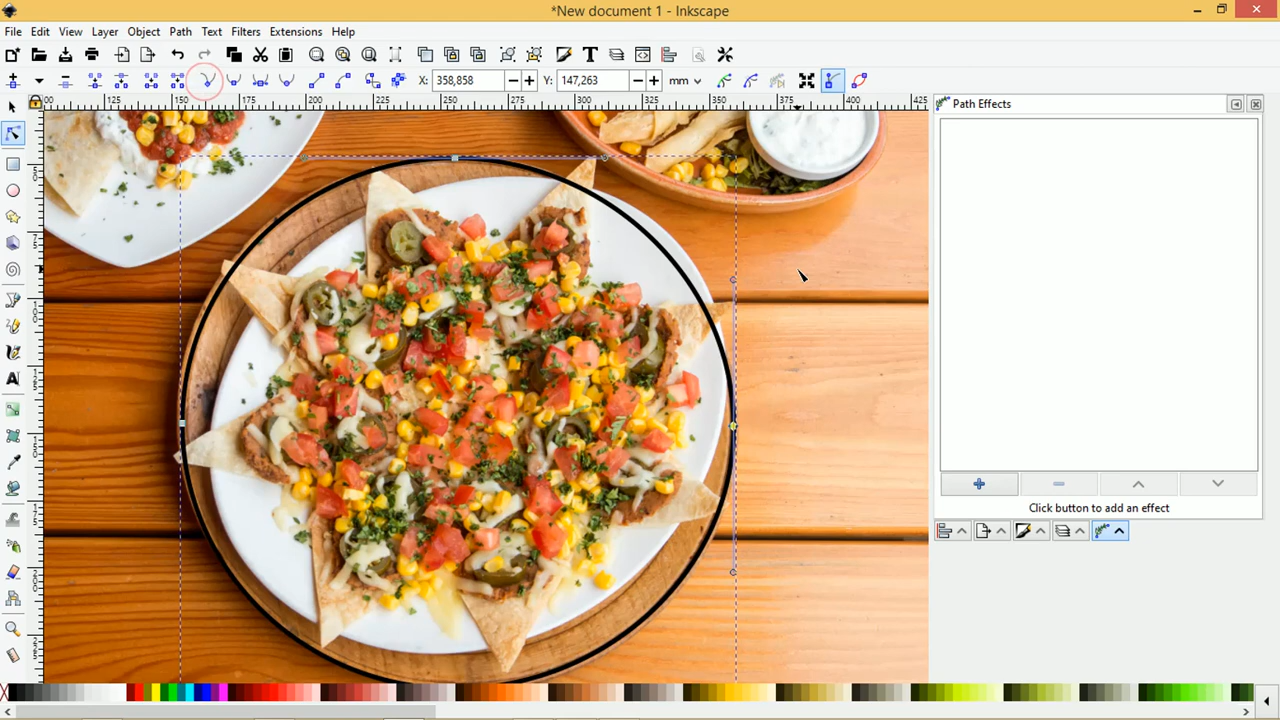 *New document 1 - Inkscape
File Edit View Layer Object Path Text Filters Extensions Help
X: 358,858 Y: 147,263 mm
00 125 150 175 200 225 250 275 300 325 350 375 400 425
Path Effects
Click button to add an effect